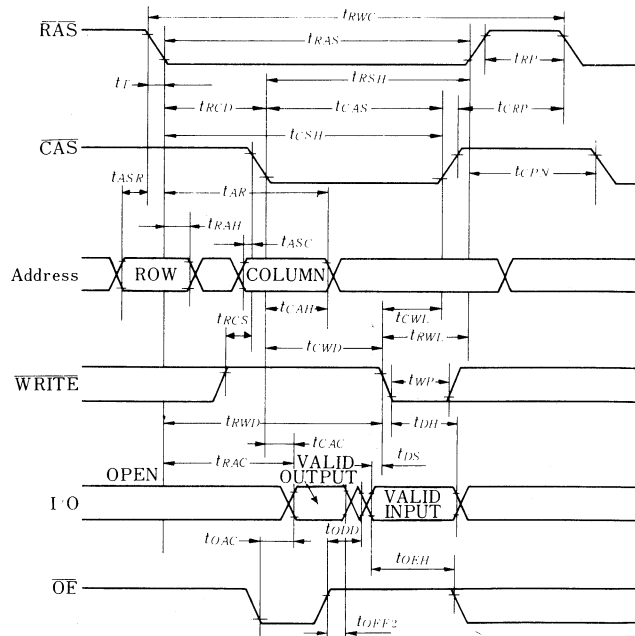 tRWC
RAS
tRAS
tRP
tRSH
tT
tRCD
tCAS
tCRP
tCSH
CAS
tCPN
tASR
tAR
tRAH
tASC
Address
ROW
COLUMN
tRCS
tCAH
tCWL
tCWD
tRWL
WRITE
tWP
tRWD
tDH
tCAC
tRAC
tDS
OPEN
VALID
OUTPUT
I/O
VALID
INPUT
tOAC
tODD
tOEH
OE
tOFF2